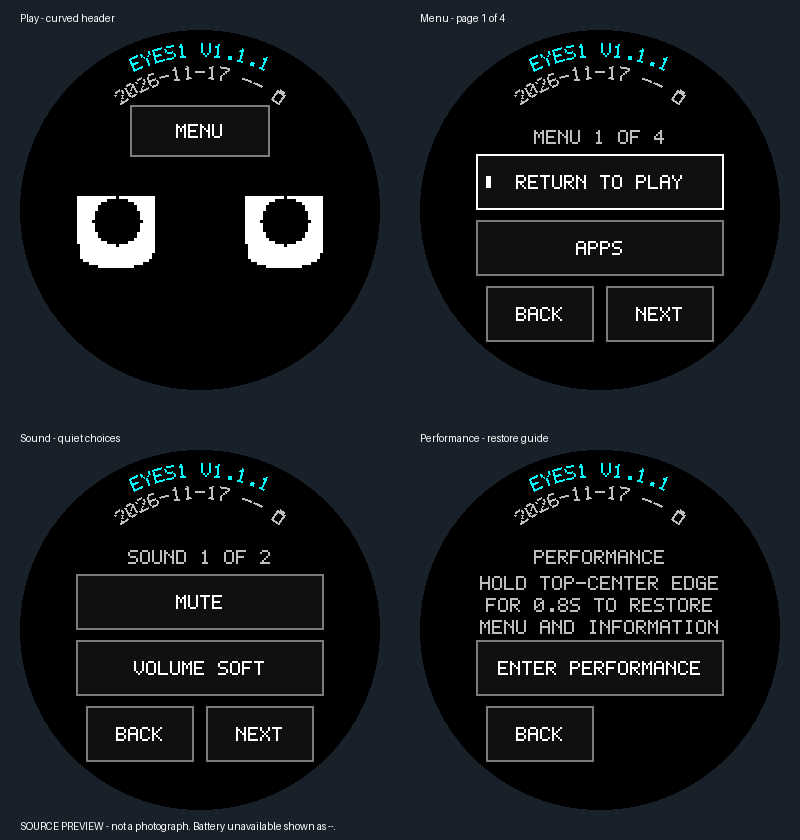 Play - curved header
EYES1 V1.1.1
2026-11-17 -- 0
MENU
Menu - page 1 of 4
EYES1 V1.1.1
2026-11-17 -- 0
MENU 1 OF 4
RETURN TO PLAY
APPS
BACK
NEXT
Sound - quiet choices
EYES1 V1.1.1
2026-11-17 -- 0
SOUND 1 OF 2
MUTE
VOLUME SOFT
BACK
NEXT
Performance - restore guide
EYES1 V1.1.1
2026-11-17 -- 0
PERFORMANCE
HOLD TOP-CENTER EDGE
FOR 0.8S TO RESTORE
MENU AND INFORMATION
ENTER PERFORMANCE
BACK
SOURCE PREVIEW - not a photograph. Battery unavailable shown as --.